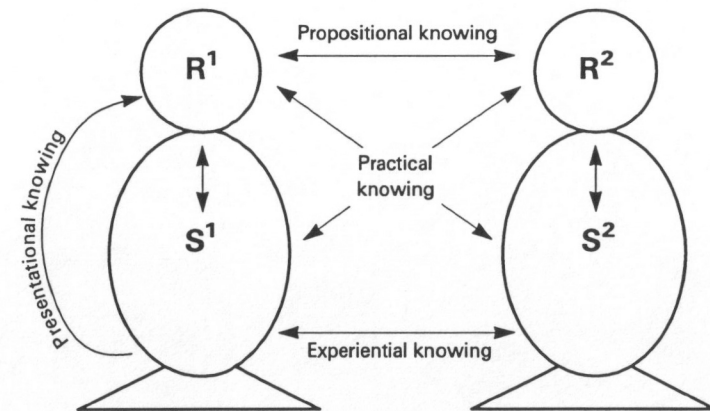 Propositional knowing
R¹
R²
Presentational knowing
Practical
knowing
S¹
S²
Experiential knowing